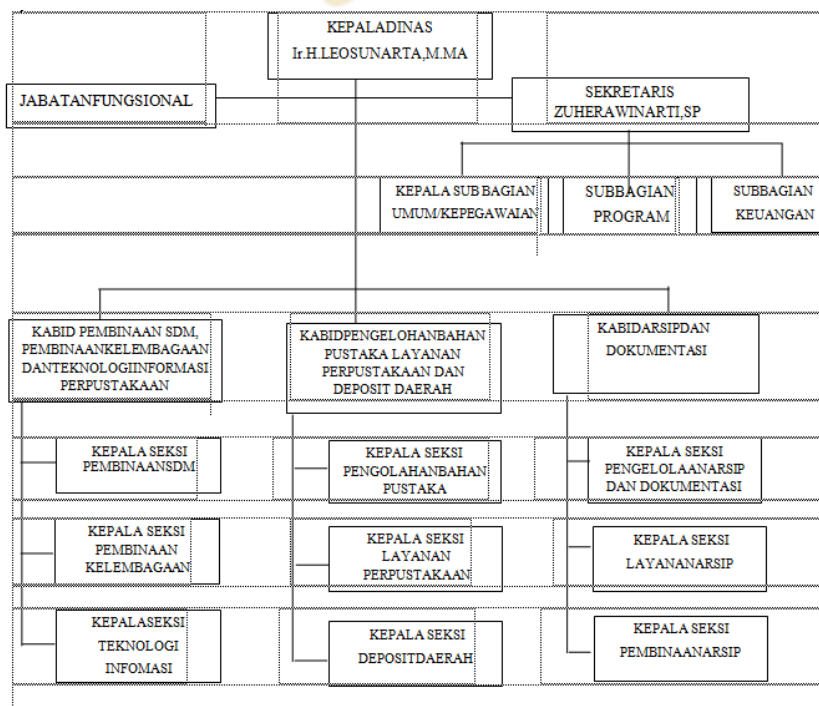 KEPALADINAS
Ir.H.LEOSUNARTA,M.MA
JABATANFUNGSIONAL
SEKRETARIS
ZUHERAWINARTI,SP
KEPALA SUB BAGIAN
UMUM/KEPEGAWAIAN
SUBBAGIAN
PROGRAM
SUBBAGIAN
KEUANGAN
KABID PEMBINAAN SDM,
PEMBINAANKELEMBAGAAN
DANTEKNOLOGIINFORMASI
PERPUSTAKAAN
KABIDPENGELOHANBAHAN
PUSTAKA LAYANAN
PERPUSTAKAAN DAN
DEPOSIT DAERAH
KABIDARSIPDAN
DOKUMENTASI
KEPALA SEKSI
PEMBINAANSDM
KEPALA SEKSI
PENGOLAHANBAHAN
PUSTAKA
KEPALA SEKSI
PENGELOLAANARSIP
DAN DOKUMENTASI
KEPALA SEKSI
PEMBINAAN
KELEMBAGAAN
KEPALA SEKSI
LAYANAN
PERPUSTAKAAN
KEPALA SEKSI
LAYANANARSIP
KEPALASEKSI
TEKNOLOGI
INFOMASI
KEPALA SEKSI
DEPOSITDAERAH
KEPALA SEKSI
PEMBINAANARSIP